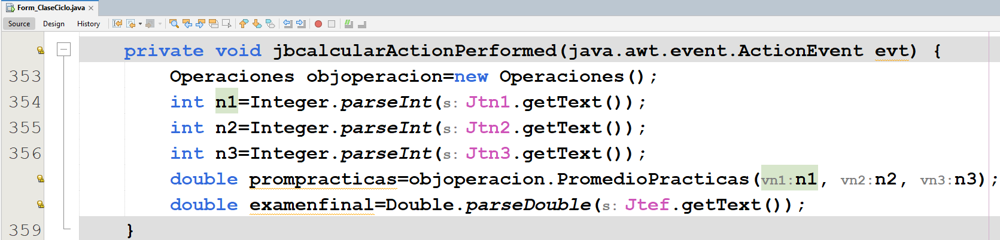 Form_ClaseCiclo.java ×
Source Design History
private void jbcalcularActionPerformed(java.awt.event.ActionEvent evt) {
353 Operaciones objoperacion=new Operaciones();
354 int n1=Integer.parseInt(s: Jtn1.getText());
355 int n2=Integer.parseInt(s: Jtn2.getText());
356 int n3=Integer.parseInt(s: Jtn3.getText());
double prompracticas=objoperacion.PromedioPracticas(vn1:n1, vn2:n2, vn3:n3);
double examenfinal=Double.parseDouble(s: Jtef.getText());
359 }